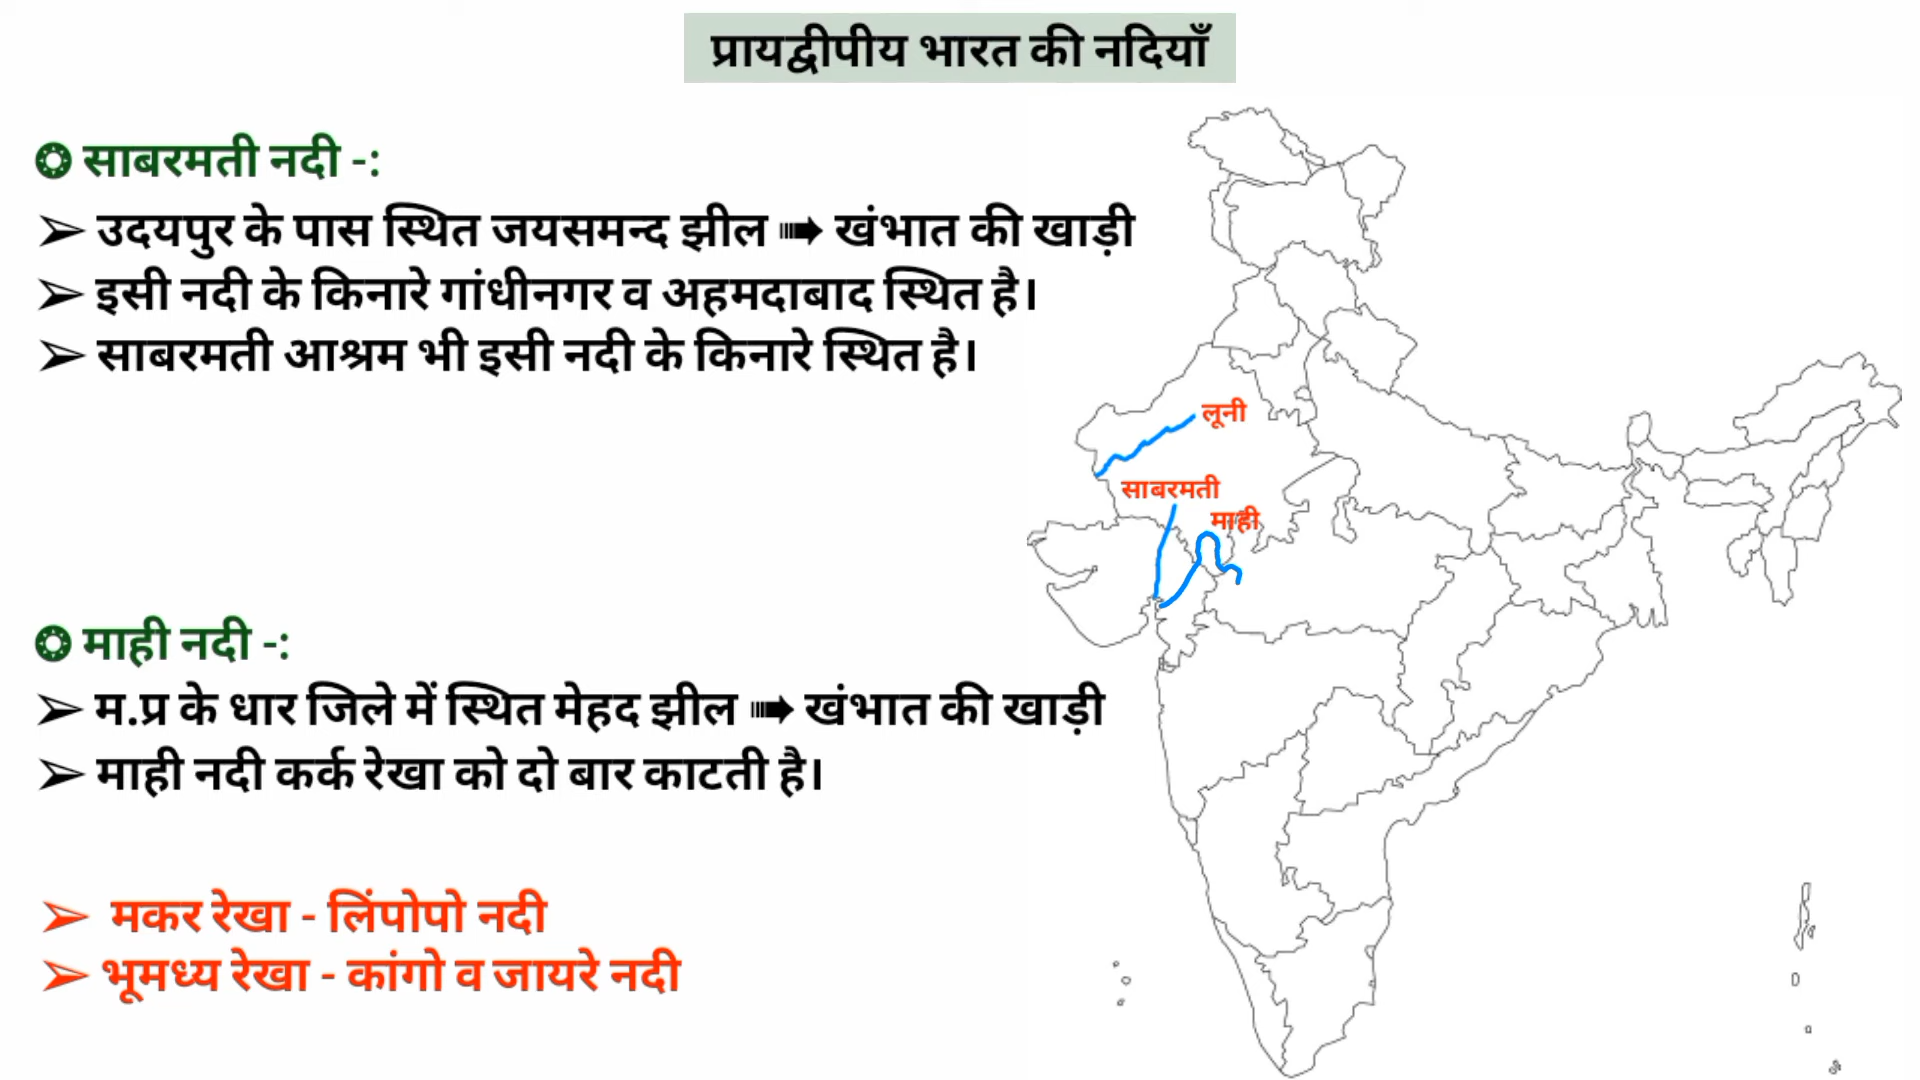 प्रायद्वीपीय भारत की नदियाँ
❂ साबरमती नदी -:
➢ उदयपुर के पास स्थित जयसमन्द झील ➠ खंभात की खाड़ी
➢ इसी नदी के किनारे गांधीनगर व अहमदाबाद स्थित है।
➢ साबरमती आश्रम भी इसी नदी के किनारे स्थित है।
❂ माही नदी -:
➢ म.प्र के धार जिले में स्थित मेहद झील ➠ खंभात की खाड़ी
➢ माही नदी कर्क रेखा को दो बार काटती है।
➢ मकर रेखा - लिंपोपो नदी
➢ भूमध्य रेखा - कांगो व जायरे नदी
लूनी
साबरमती
माही